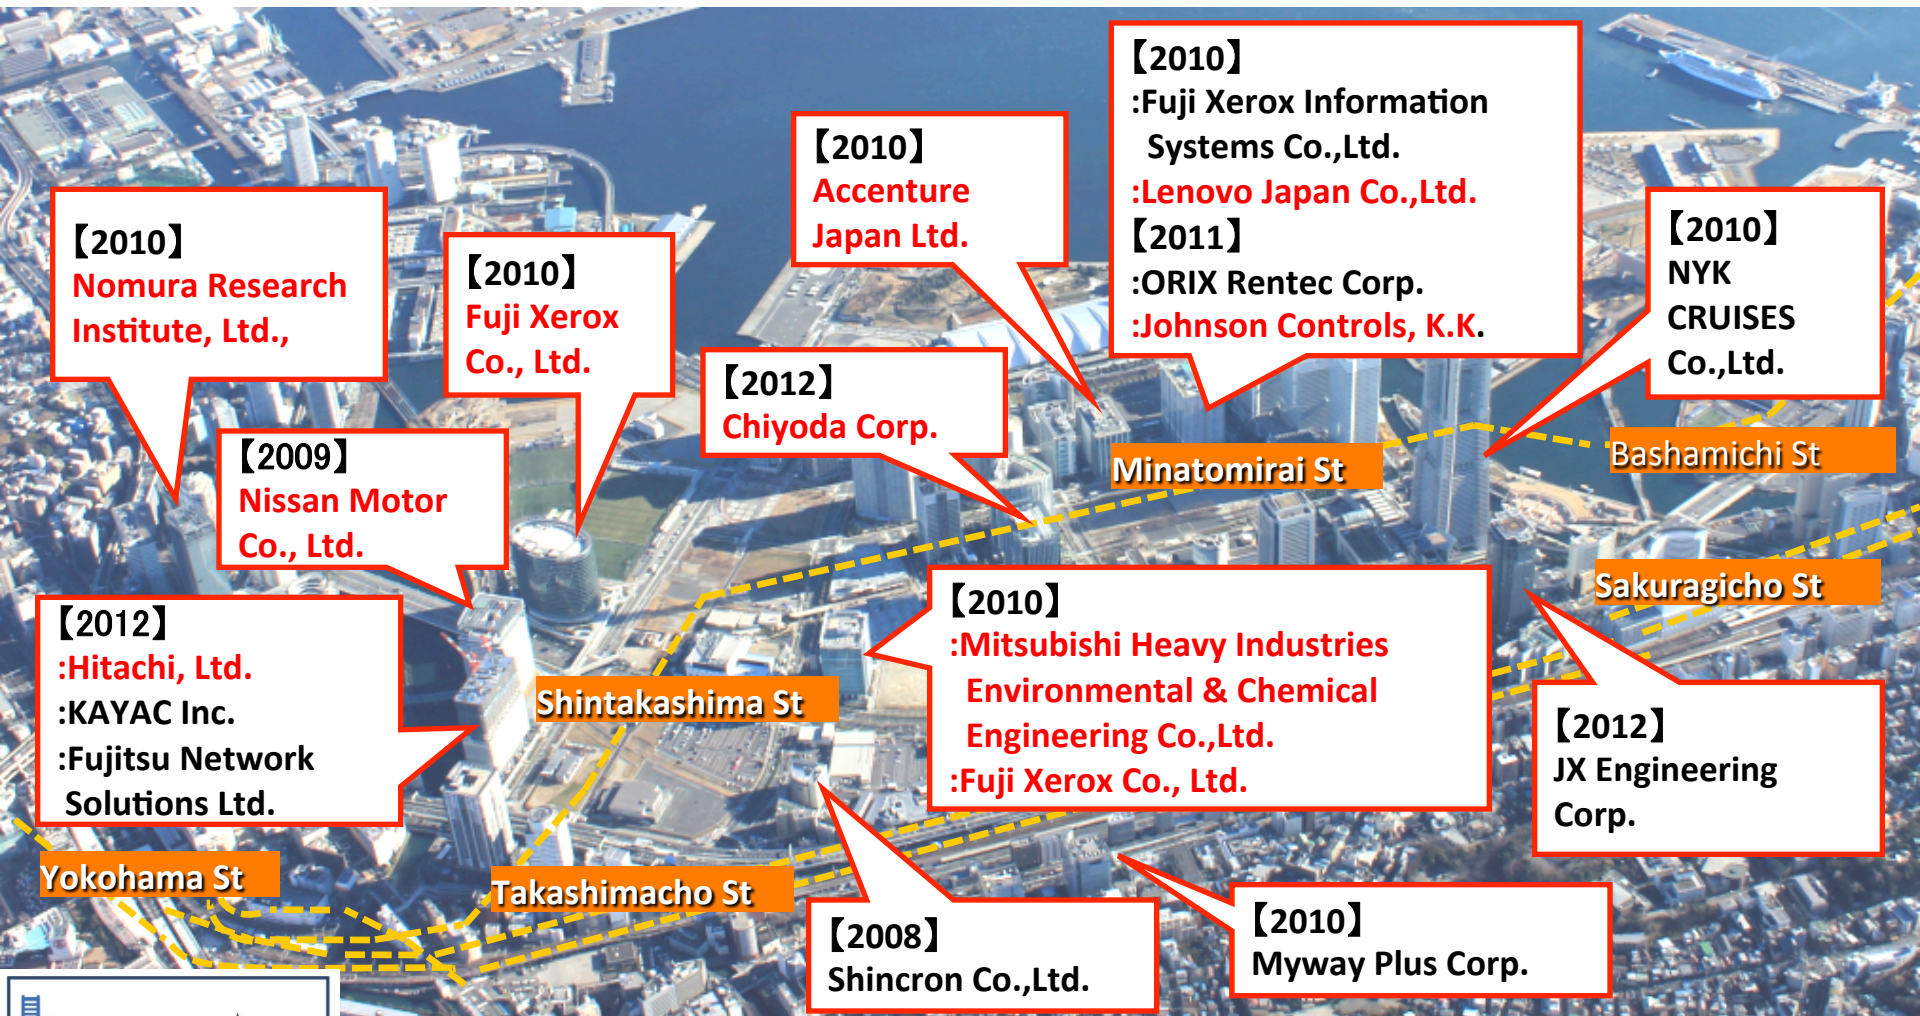 【2010】
:Fuji Xerox Information
Systems Co.,Ltd.
:Lenovo Japan Co.,Ltd.
【2011】
:ORIX Rentec Corp.
:Johnson Controls, K.K.
【2010】
Accenture
Japan Ltd.
【2010】
Nomura Research
Institute, Ltd.,
【2010】
Fuji Xerox
Co., Ltd.
【2010】
NYK
CRUISES
Co.,Ltd.
【2012】
Chiyoda Corp.
【2009】
Nissan Motor
Co., Ltd.
Minatomirai St
Bashamichi St
Sakuragicho St
【2012】
:Hitachi, Ltd.
:KAYAC Inc.
:Fujitsu Network
Solutions Ltd.
Shintakashima St
【2010】
:Mitsubishi Heavy Industries
Environmental & Chemical
Engineering Co.,Ltd.
:Fuji Xerox Co., Ltd.
【2012】
JX Engineering
Corp.
Yokohama St
Takashimacho St
【2008】
Shincron Co.,Ltd.
【2010】
Myway Plus Corp.